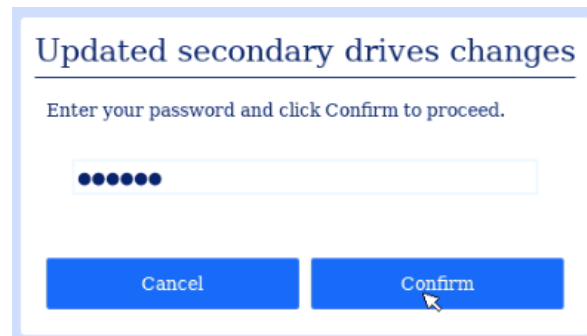 Updated secondary drives changes
Enter your password and click Confirm to proceed.
●●●●●●
Cancel
Confirm